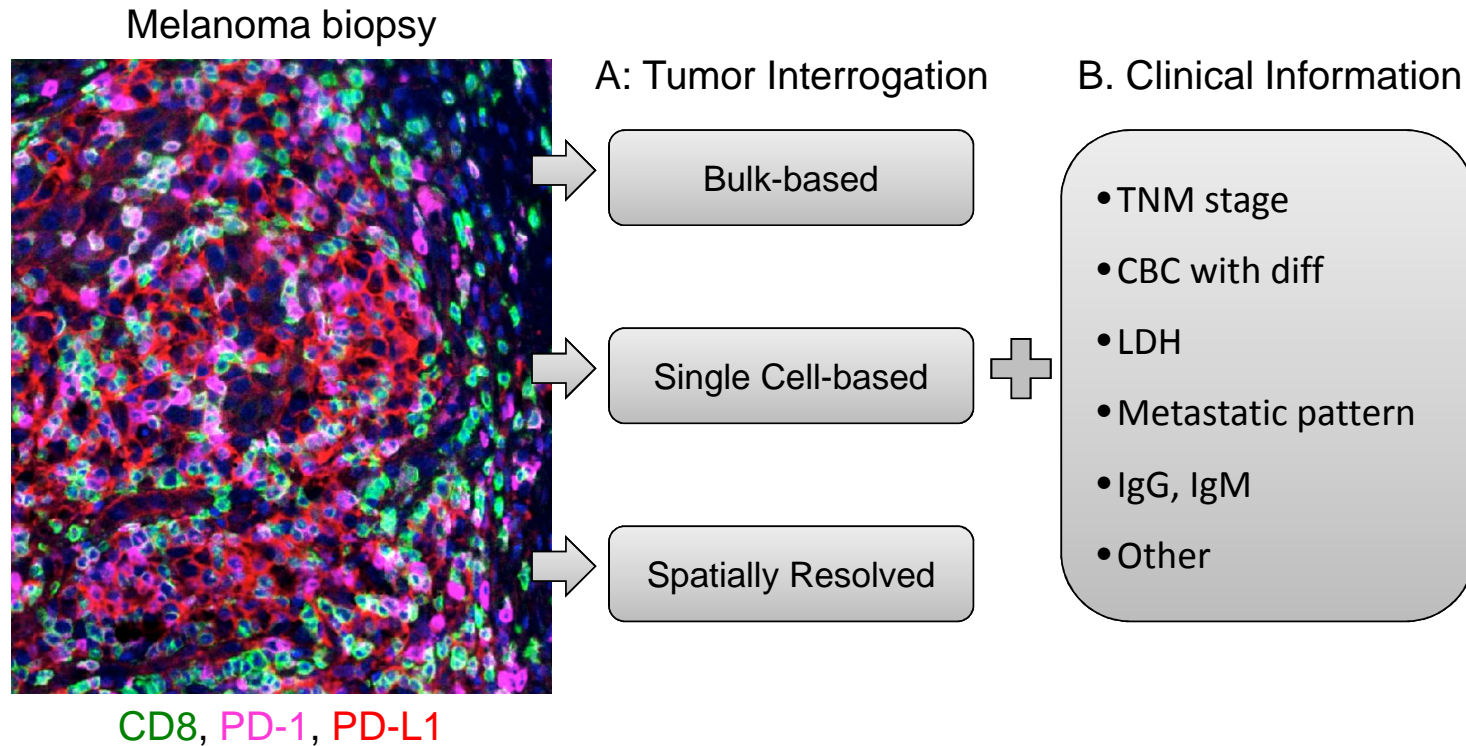 Melanoma biopsy
A: Tumor Interrogation
B. Clinical Information
Bulk-based
Single Cell-based
Spatially Resolved
•TNM stage
•CBC with diff
•LDH
•Metastatic pattern
•IgG, IgM
•Other
CD8, PD-1, PD-L1